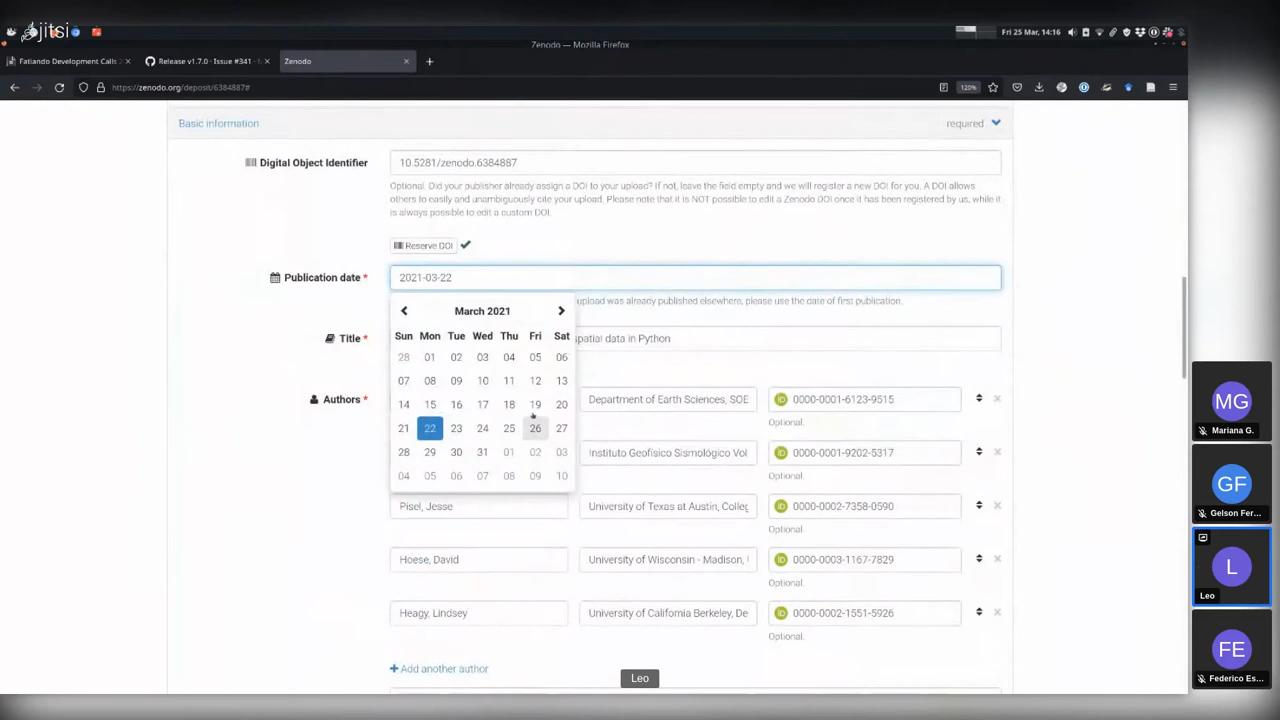 jitsi
Fri 25 Mar, 14:16
Zenodo — Mozilla Firefox
Fatiando Development Calls
Release v1.7.0 · Issue #341 ·
Zenodo
https://zenodo.org/deposit/6384887#
120%
Basic information
required
Digital Object Identifier
10.5281/zenodo.6384887
Optional. Did your publisher already assign a DOI to your upload? If not, leave the field empty and we will register a new DOI for you. A DOI allows
others to easily and unambiguously cite your upload. Please note that it is NOT possible to edit a Zenodo DOI once it has been registered by us, while it
is always possible to edit a custom DOI.
Reserve DOI
Publication date *
2021-03-22
upload was already published elsewhere, please use the date of first publication.
March 2021
Sun Mon Tue Wed Thu Fri Sat
28 01 02 03 04 05 06
07 08 09 10 11 12 13
14 15 16 17 18 19 20
21 22 23 24 25 26 27
28 29 30 31 01 02 03
04 05 06 07 08 09 10
Title *
spatial data in Python
Authors *
Department of Earth Sciences, SOE
0000-0001-6123-9515
Optional.
Instituto Geofísico Sismológico Vol
0000-0001-9202-5317
Optional.
Pisel, Jesse
University of Texas at Austin, Colleg
0000-0002-7358-0590
Optional.
Hoese, David
University of Wisconsin - Madison,
0000-0003-1167-7829
Optional.
Heagy, Lindsey
University of California Berkeley, De
0000-0002-1551-5926
Optional.
Add another author
Leo
MG
Mariana G.
GF
Gelson Fer...
L
Leo
FE
Federico Es...